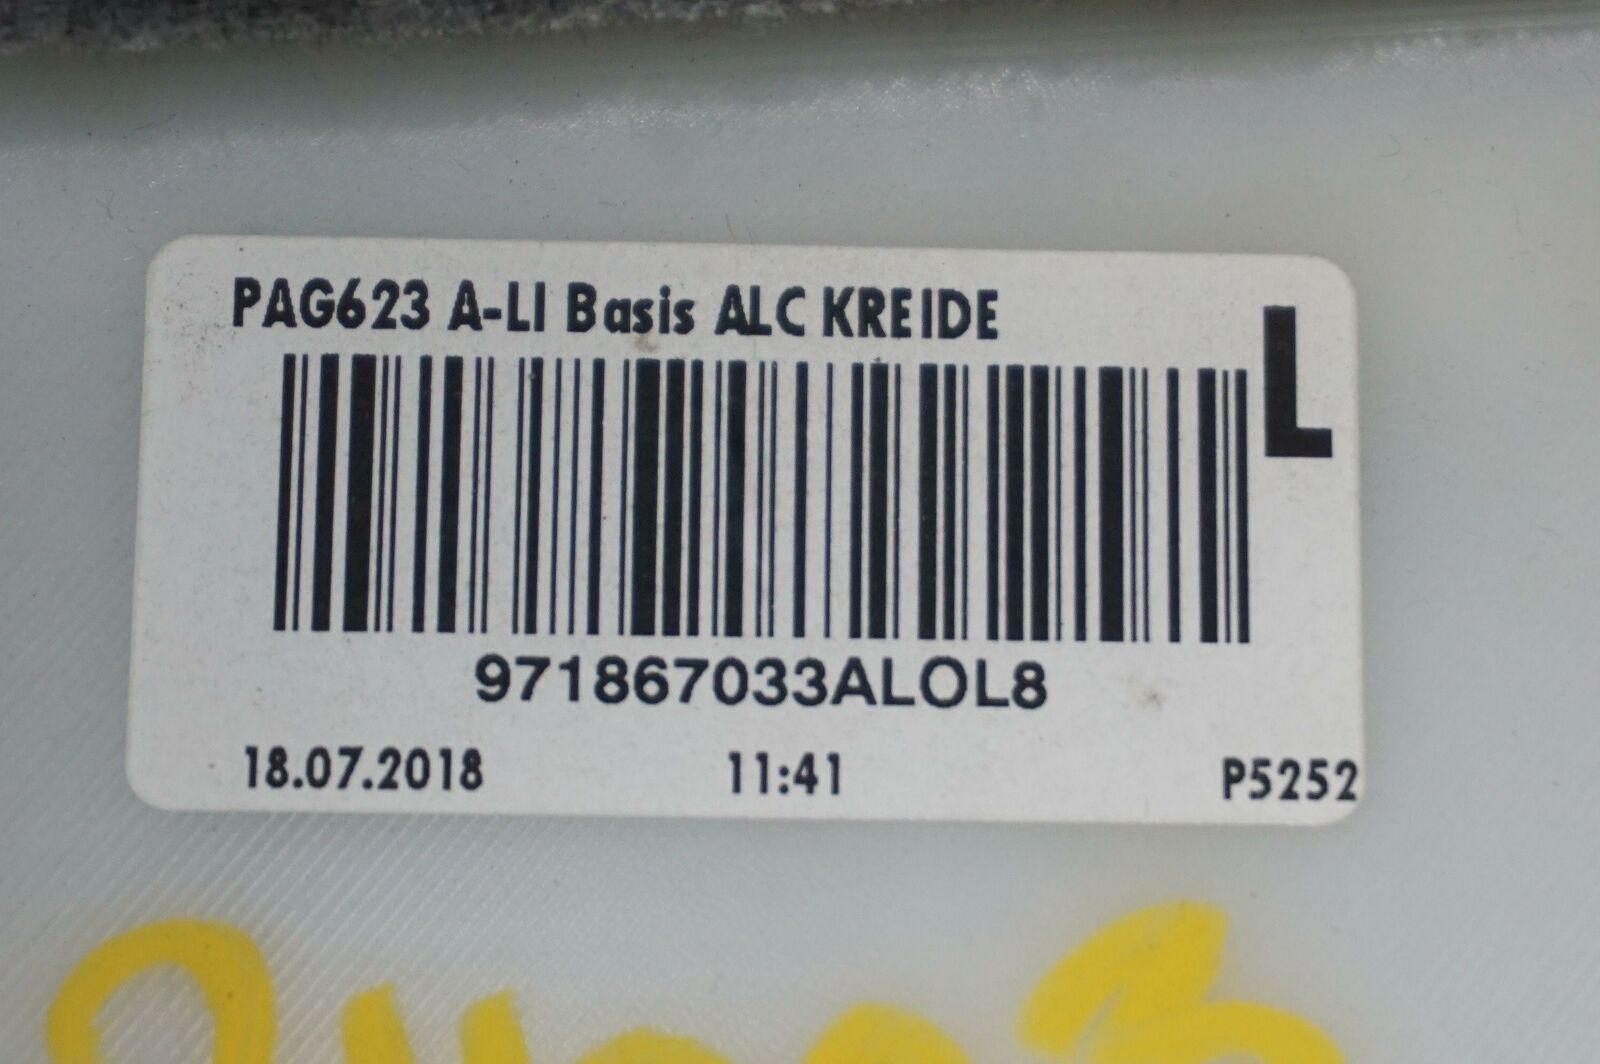 PAG623 A-LI Basis ALC KREIDE
L
971867033ALOL8
18.07.2018 11:41 P5252